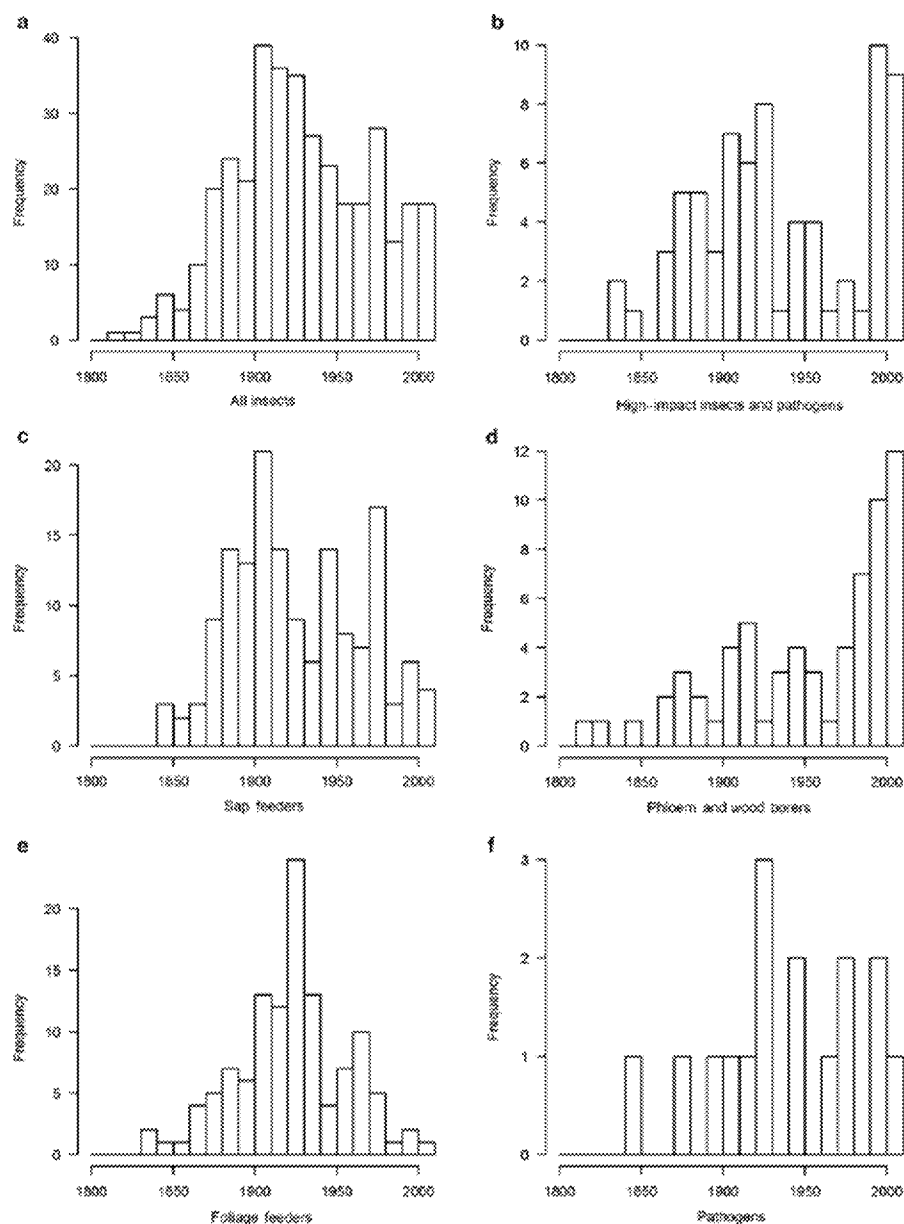 a
40
30
20
10
0
Frequency
1800 1850 1900 1950 2000
All insects
b
10
8
6
4
2
0
Frequency
1800 1850 1900 1950 2000
High-impact insects and pathogens
c
20
15
10
5
0
Frequency
1800 1850 1900 1950 2000
Sap feeders
d
12
10
8
6
4
2
0
Frequency
1800 1850 1900 1950 2000
Phloem and wood borers
e
20
15
10
5
0
Frequency
1800 1850 1900 1950 2000
Foliage feeders
f
3
2
1
0
Frequency
1800 1850 1900 1950 2000
Pathogens